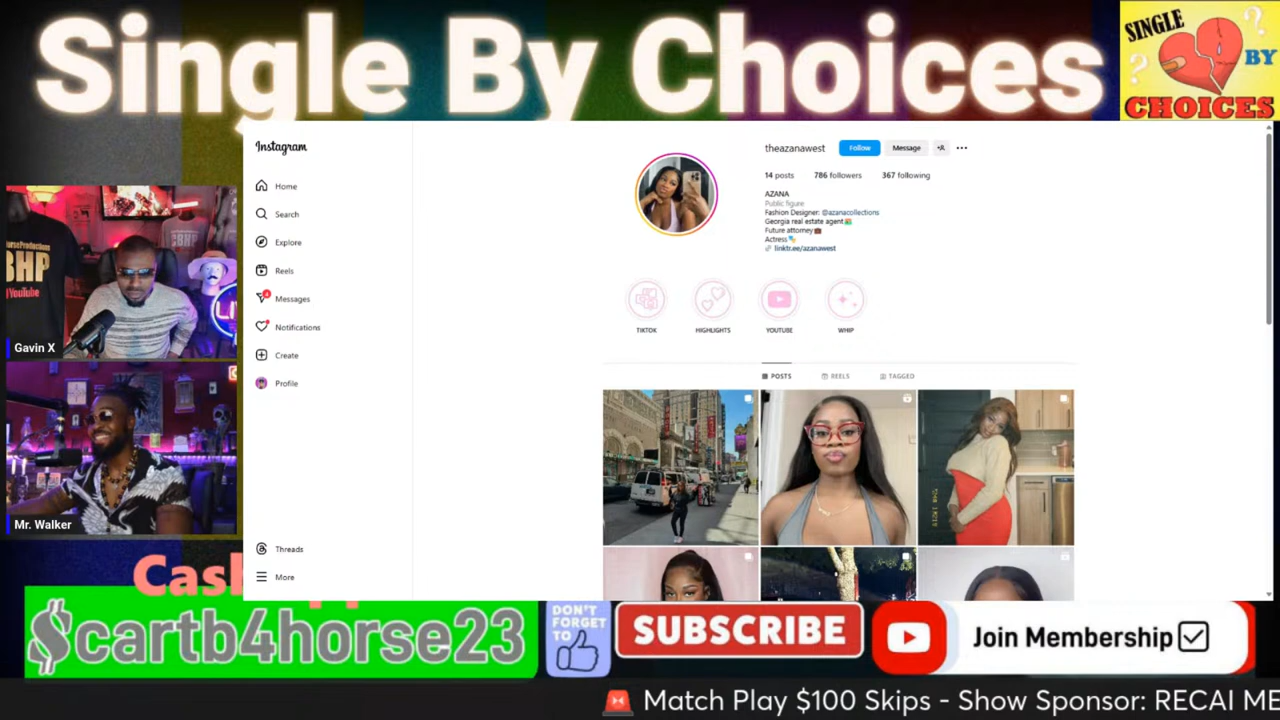 Single By Choices
SINGLE
BY
CHOICES
Instagram
Home
Search
Explore
Reels
Messages
Notifications
Create
Profile
Threads
More
theazanawest
Follow
Message
14 posts 786 followers 367 following
AZANA
Public figure
Fashion Designer: @azanacollections
Georgia real estate agent
Future attorney
Actress
linktr.ee/azanawest
TIKTOK
HIGHLIGHTS
YOUTUBE
WHIP
POSTS
REELS
TAGGED
BHP
YouTube
Gavin X
Mr. Walker
$cartb4horse23
DON'T
FORGET
TO
SUBSCRIBE
Join Membership
Match Play $100 Skips - Show Sponsor: RECAI ME